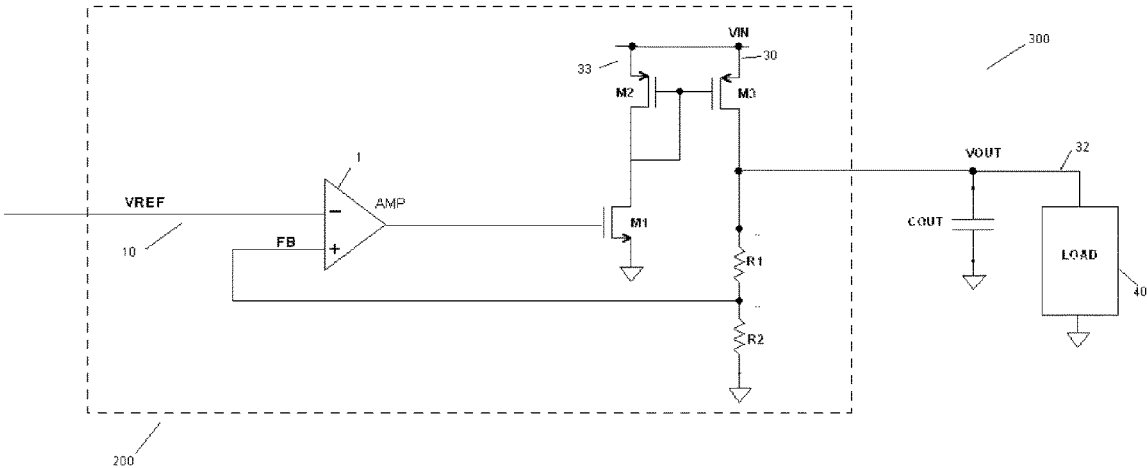 VIN
300
33
30
M2
M3
1
32
VOUT
VREF
−
AMP
COUT
M1
10
FB
+
R1
LOAD
40
R2
200